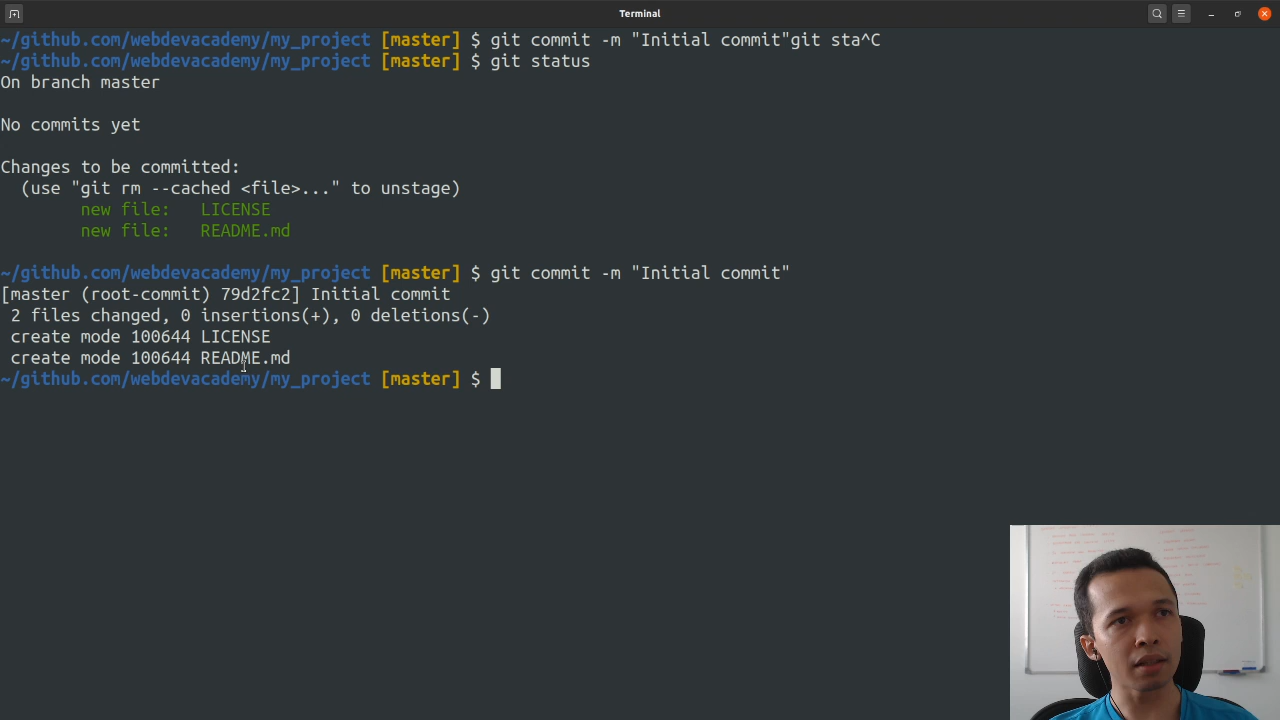 Terminal
~/github.com/webdevacademy/my_project [master] $ git commit -m "Initial commit"git sta^C
~/github.com/webdevacademy/my_project [master] $ git status
On branch master
No commits yet
Changes to be committed:
  (use "git rm --cached <file>..." to unstage)
        new file:   LICENSE
        new file:   README.md
~/github.com/webdevacademy/my_project [master] $ git commit -m "Initial commit"
[master (root-commit) 79d2fc2] Initial commit
 2 files changed, 0 insertions(+), 0 deletions(-)
 create mode 100644 LICENSE
 create mode 100644 README.md
~/github.com/webdevacademy/my_project [master] $